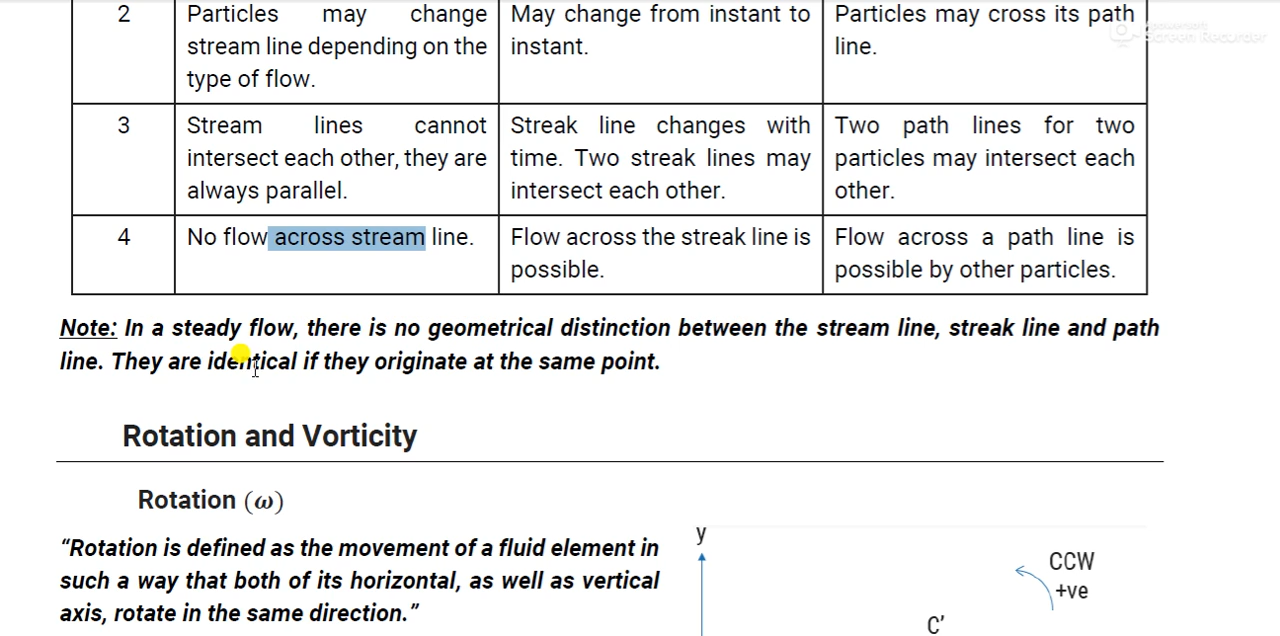 2
Particles may change
stream line depending on the
type of flow.
May change from instant to
instant.
Particles may cross its path
line.
Apowersoft
Screen Recorder
3
Stream lines cannot
intersect each other, they are
always parallel.
Streak line changes with
time. Two streak lines may
intersect each other.
Two path lines for two
particles may intersect each
other.
4
No flow across stream line.
Flow across the streak line is
possible.
Flow across a path line is
possible by other particles.
Note: In a steady flow, there is no geometrical distinction between the stream line, streak line and path
line. They are identical if they originate at the same point.
Rotation and Vorticity
Rotation (ω)
“Rotation is defined as the movement of a fluid element in
such a way that both of its horizontal, as well as vertical
axis, rotate in the same direction.”
y
CCW
+ve
C'